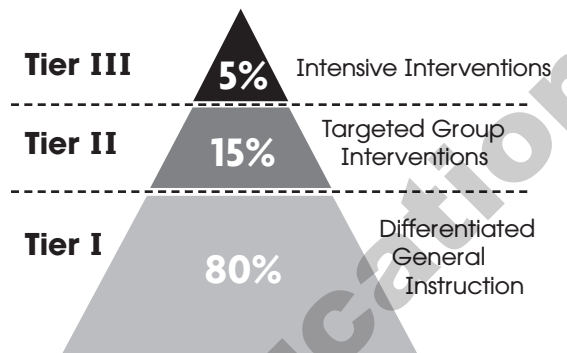 Tier III
5%
Intensive Interventions
Tier II
15%
Targeted Group
Interventions
Tier I
80%
Differentiated
General
Instruction